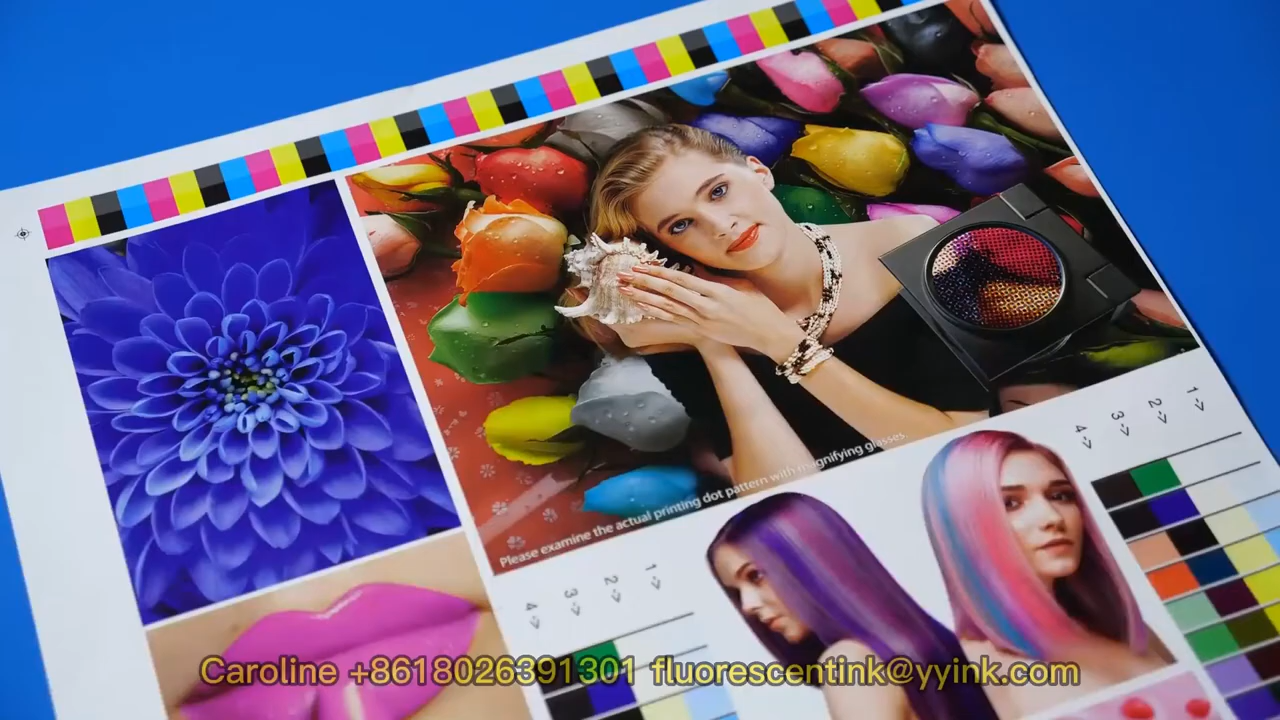 Please examine the actual printing dot pattern with magnifying glasses.
1 2 3 4
1 2 3 4
Caroline +8618026391301 fluorescentink@yyink.com